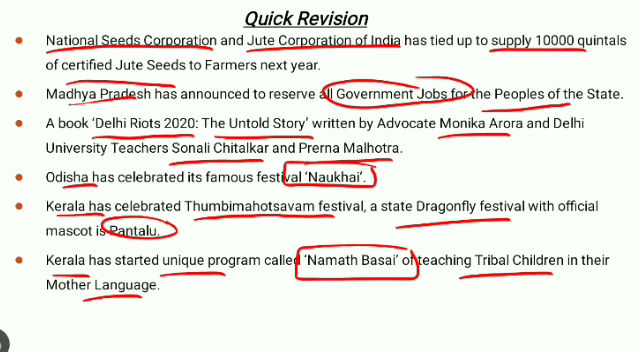 Quick Revision
National Seeds Corporation and Jute Corporation of India has tied up to supply 10000 quintals
of certified Jute Seeds to Farmers next year.
Madhya Pradesh has announced to reserve all Government Jobs for the Peoples of the State.
A book ‘Delhi Riots 2020: The Untold Story’ written by Advocate Monika Arora and Delhi
University Teachers Sonali Chitalkar and Prerna Malhotra.
Odisha has celebrated its famous festival ‘Naukhai’.
Kerala has celebrated Thumbimahotsavam festival, a state Dragonfly festival with official
mascot is Pantalu.
Kerala has started unique program called ‘Namath Basai’ of teaching Tribal Children in their
Mother Language.